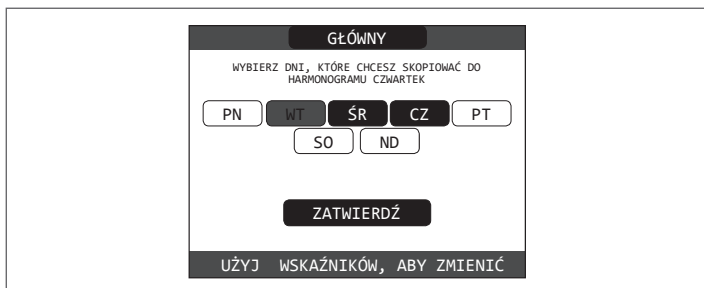 GŁÓWNY
WYBIERZ DNI, KTÓRE CHCESZ SKOPIOWAĆ DO
HARMONOGRAMU CZWARTEK
PN WT ŚR CZ PT
SO ND
ZATWIERDŹ
UŻYJ WSKAŹNIKÓW, ABY ZMIENIĆ